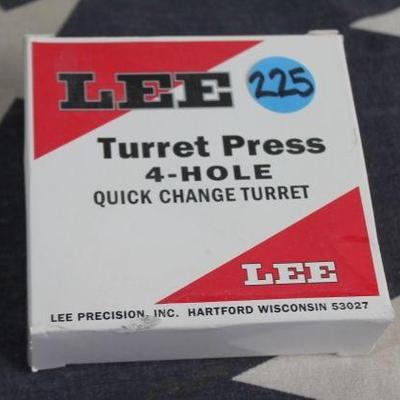 LEE 225
Turret Press
4-HOLE
QUICK CHANGE TURRET
LEE
LEE PRECISION, INC. HARTFORD WISCONSIN 53027